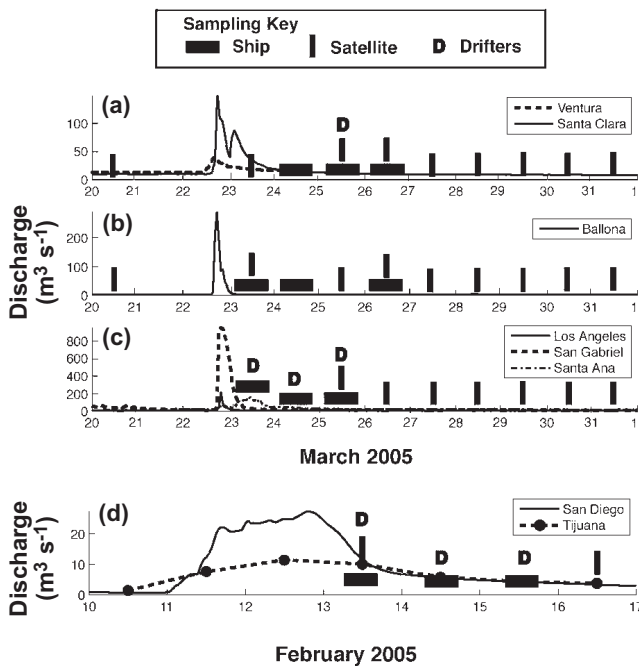 Sampling Key
Ship Satellite D Drifters
(a)
Ventura
Santa Clara
D
100
50
0
20 21 22 23 24 25 26 27 28 29 30 31 1
(b)
Ballona
200
100
0
20 21 22 23 24 25 26 27 28 29 30 31 1
Discharge
(m³ s-1)
(c)
Los Angeles
San Gabriel
Santa Ana
D D D
800
600
400
200
0
20 21 22 23 24 25 26 27 28 29 30 31 1
March 2005
(d)
San Diego
Tijuana
D D D
20
10
0
10 11 12 13 14 15 16 17
Discharge
(m³ s-1)
February 2005